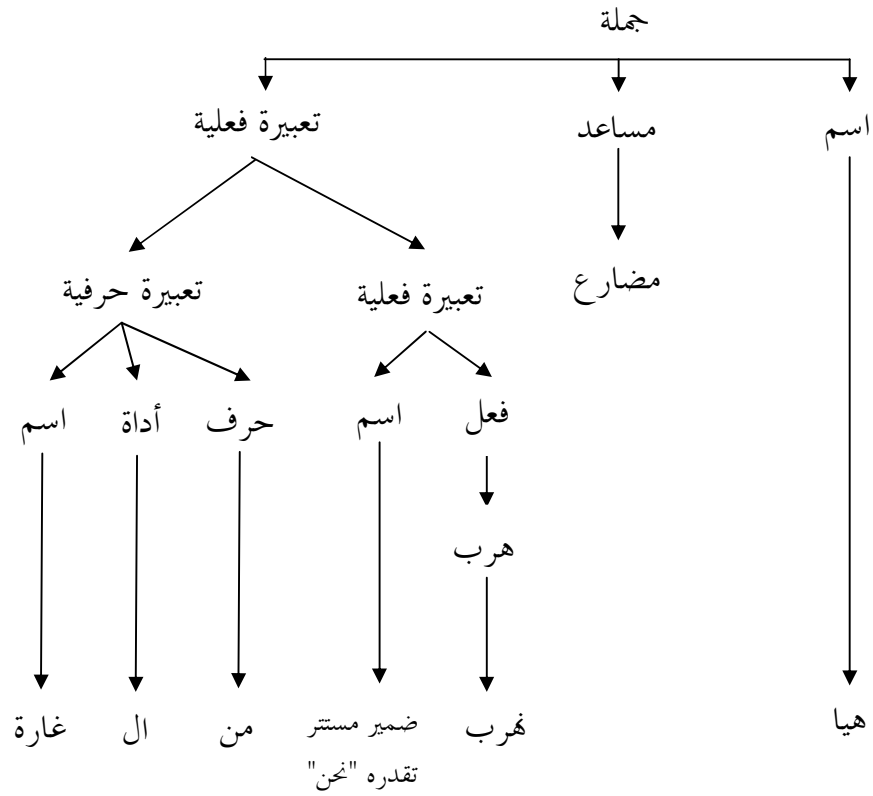 جملة
اسم مساعد تعبيرة فعلية
مضارع
تعبيرة فعلية تعبيرة حرفية
فعل اسم حرف أداة اسم
هرب
هيا نهرب ضمير مستتر من ال غارة
تقدره "نحن"